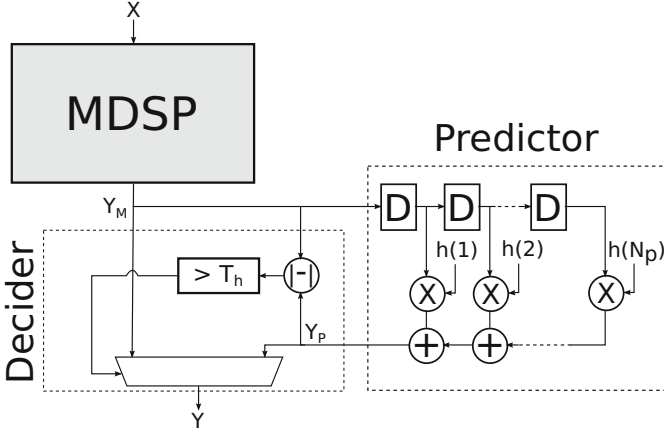 X
MDSP
Predictor
Y_M
D D D
h(1) h(2) h(N_p)
Decider
> T_h
|-|
X X X
Y_P
+ +
Y